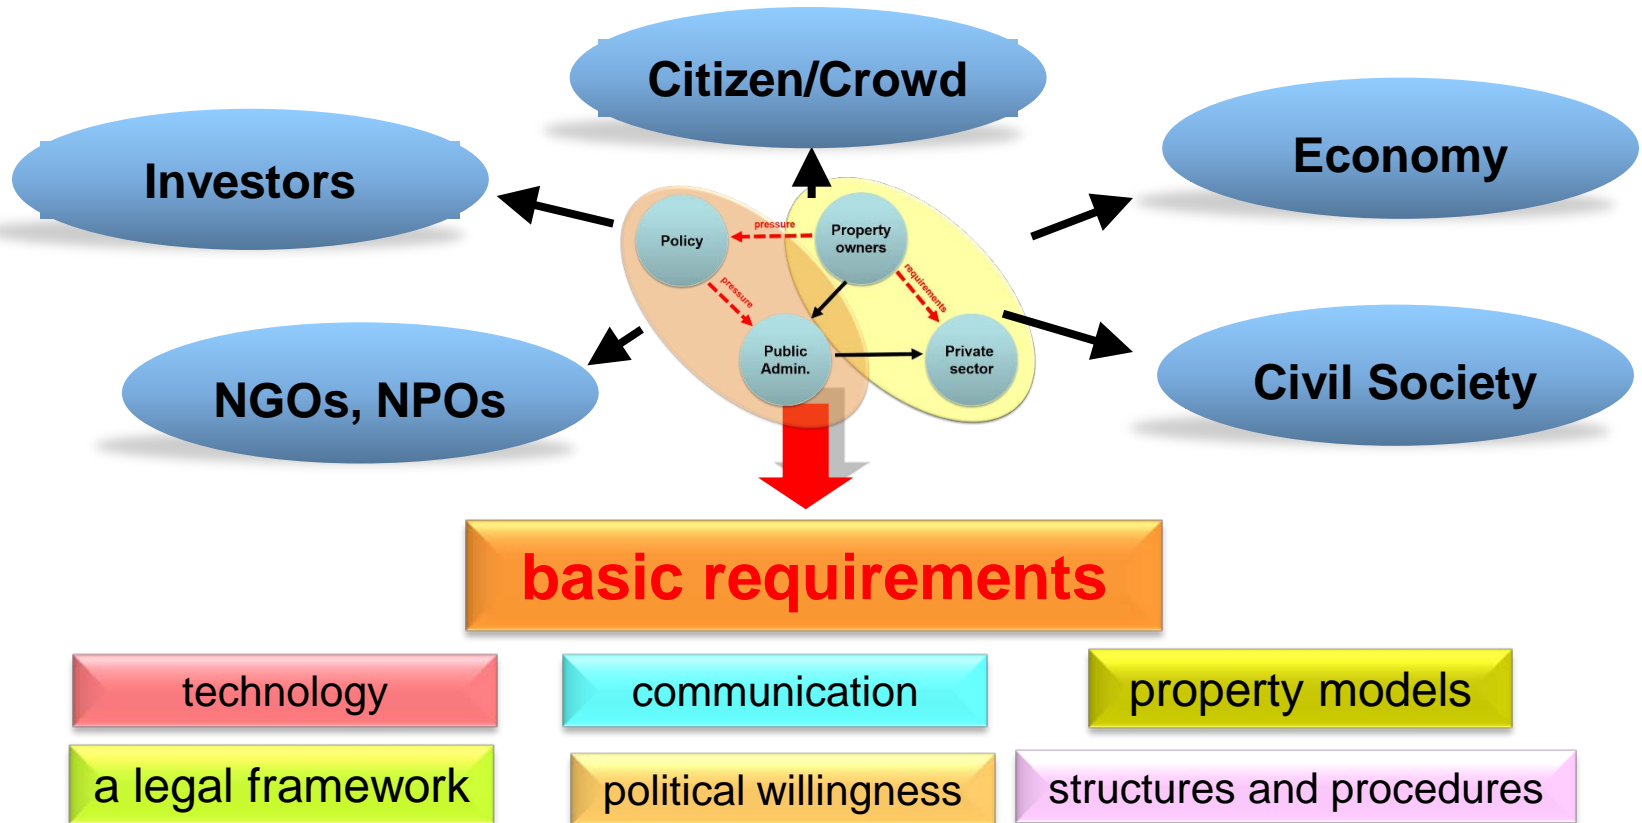 Citizen/Crowd
Investors
Economy
Policy
pressure
Property
owners
pressure
requirements
Public
Admin.
Private
sector
NGOs, NPOs
Civil Society
basic requirements
technology
communication
property models
a legal framework
political willingness
structures and procedures